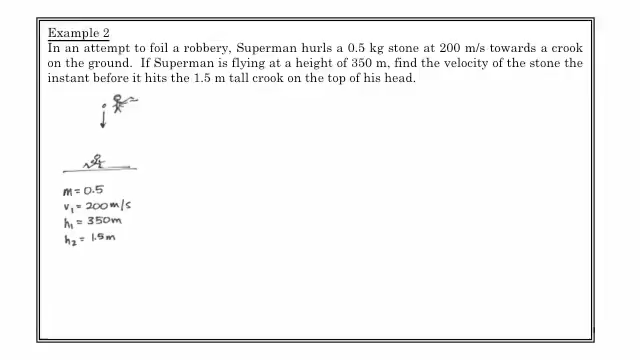 Example 2
In an attempt to foil a robbery, Superman hurls a 0.5 kg stone at 200 m/s towards a crook
on the ground. If Superman is flying at a height of 350 m, find the velocity of the stone the
instant before it hits the 1.5 m tall crook on the top of his head.
m = 0.5
v₁ = 200 m/s
h₁ = 350m
h₂ = 1.5m